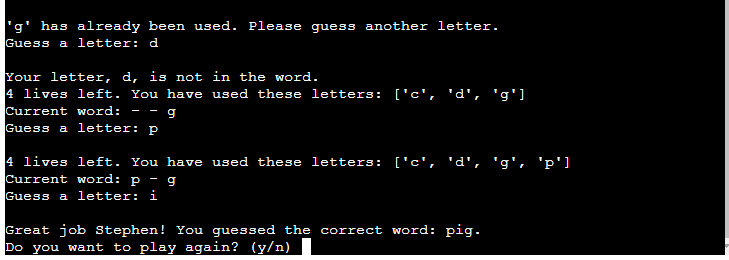 'g' has already been used. Please guess another letter.
Guess a letter: d
Your letter, d, is not in the word.
4 lives left. You have used these letters: ['c', 'd', 'g']
Current word: - - g
Guess a letter: p
4 lives left. You have used these letters: ['c', 'd', 'g', 'p']
Current word: p - g
Guess a letter: i
Great job Stephen! You guessed the correct word: pig.
Do you want to play again? (y/n)